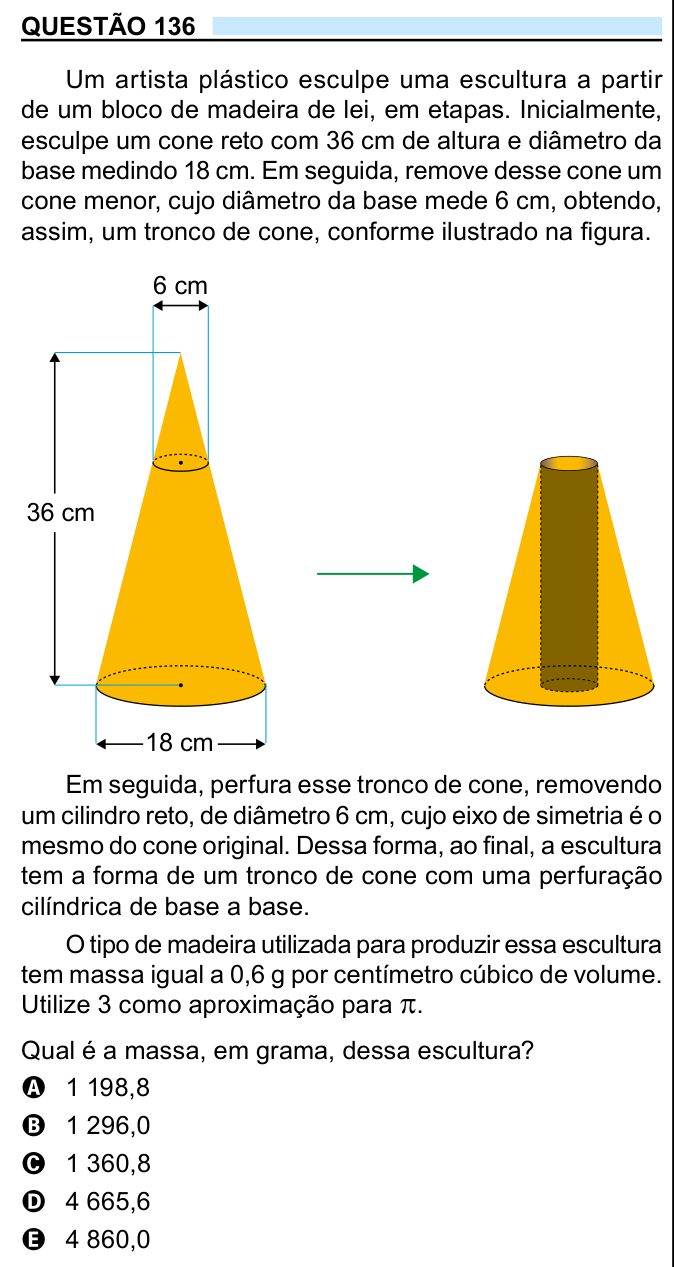 QUESTÃO 136
Um artista plástico esculpe uma escultura a partir
de um bloco de madeira de lei, em etapas. Inicialmente,
esculpe um cone reto com 36 cm de altura e diâmetro da
base medindo 18 cm. Em seguida, remove desse cone um
cone menor, cujo diâmetro da base mede 6 cm, obtendo,
assim, um tronco de cone, conforme ilustrado na figura.
6 cm
36 cm
18 cm
Em seguida, perfura esse tronco de cone, removendo
um cilindro reto, de diâmetro 6 cm, cujo eixo de simetria é o
mesmo do cone original. Dessa forma, ao final, a escultura
tem a forma de um tronco de cone com uma perfuração
cilíndrica de base a base.
O tipo de madeira utilizada para produzir essa escultura
tem massa igual a 0,6 g por centímetro cúbico de volume.
Utilize 3 como aproximação para π.
Qual é a massa, em grama, dessa escultura?
A 1 198,8
B 1 296,0
C 1 360,8
D 4 665,6
E 4 860,0